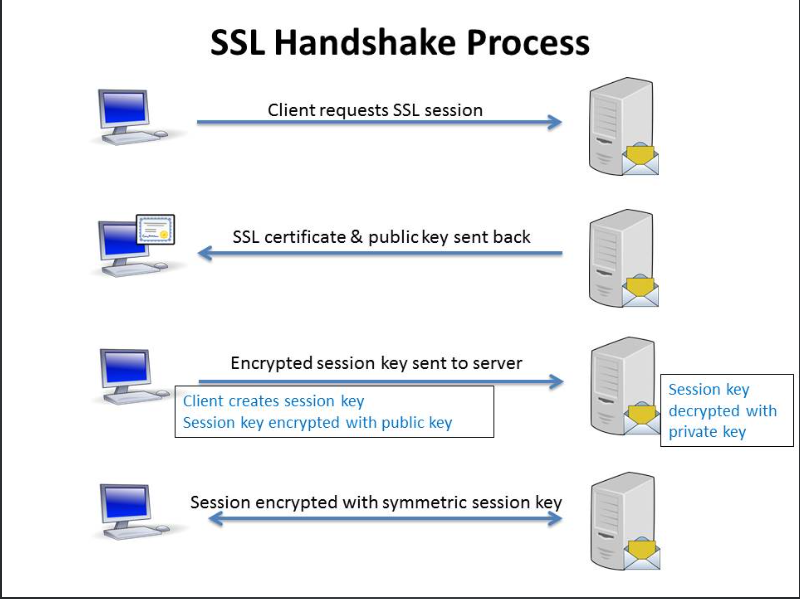 SSL Handshake Process
Client requests SSL session
SSL certificate & public key sent back
Encrypted session key sent to server
Client creates session key
Session key encrypted with public key
Session key
decrypted with
private key
Session encrypted with symmetric session key